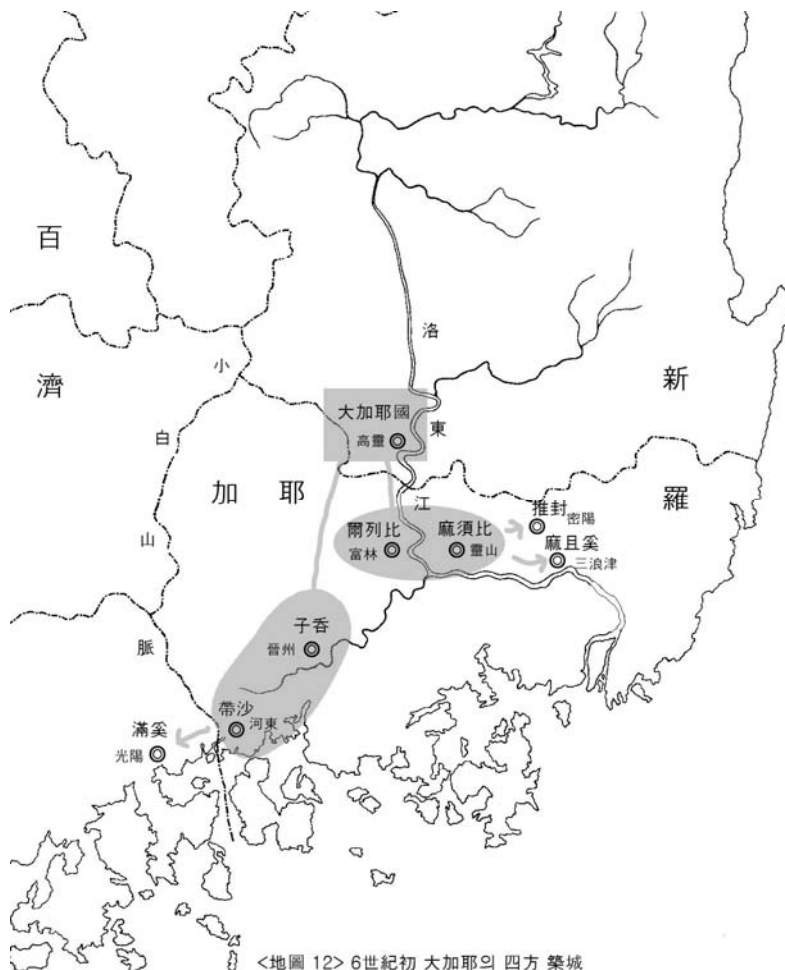 百
濟
小
白
山
脈
洛
東
江
新
羅
大加耶國
高靈
加 耶
爾列比
富林
麻須比
靈山
推封
密陽
麻且奚
三浪津
子呑
晉州
帶沙
河東
滿奚
光陽
<地圖 12> 6世紀初 大加耶의 四方 築城